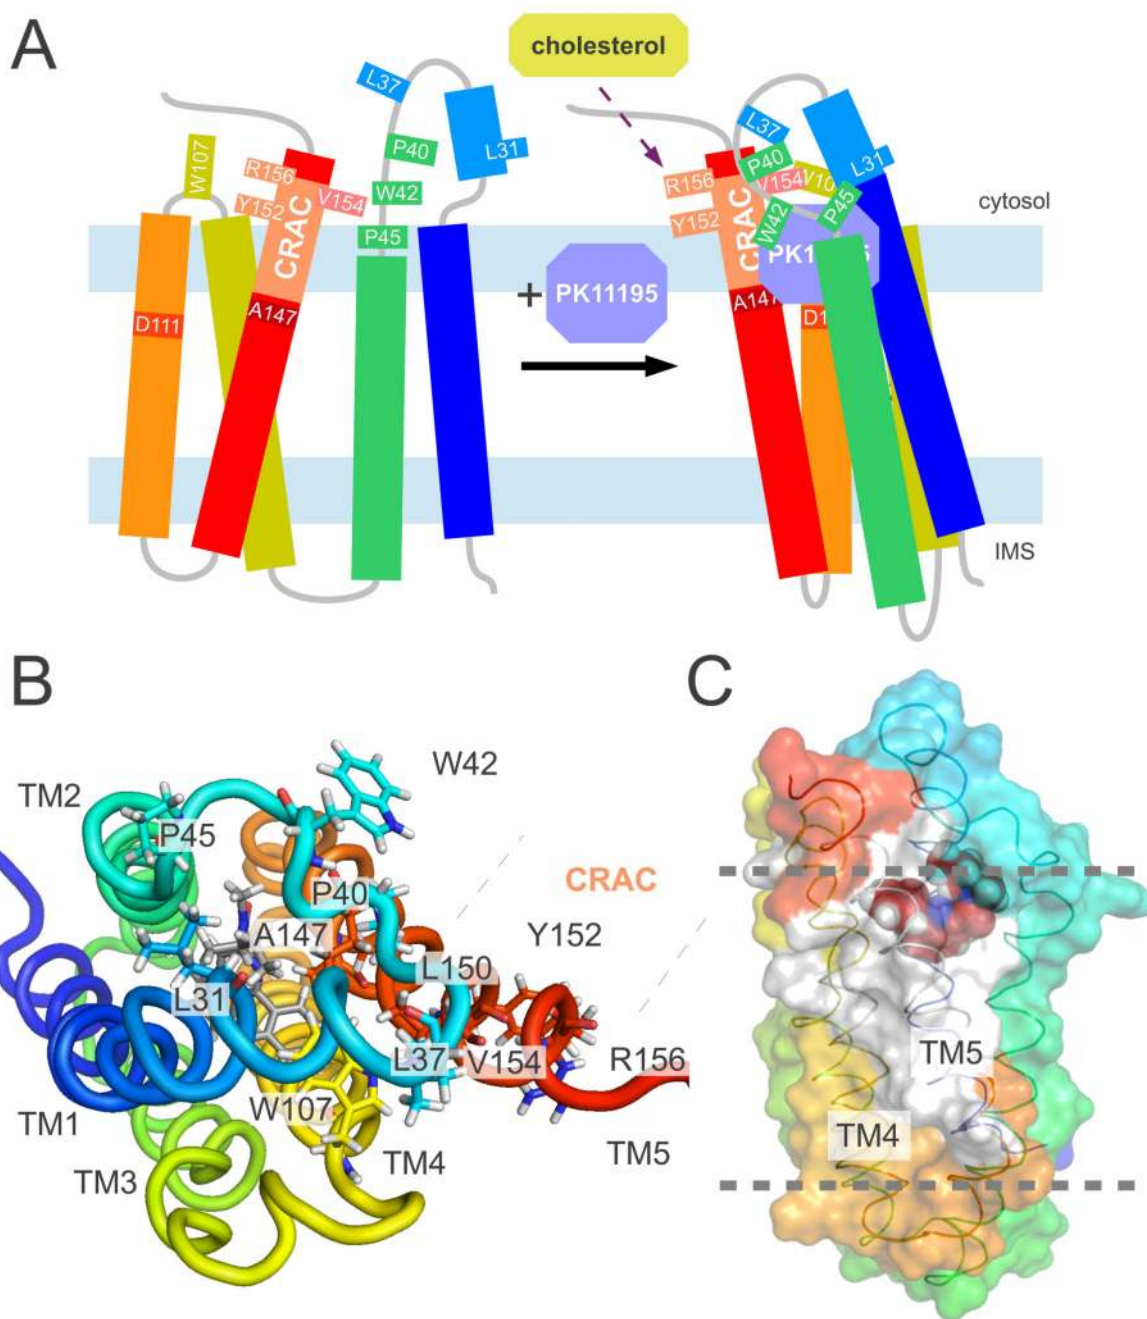 A
cholesterol
L37
P40
L31
W107
R156
V154
W42
Y152
P45
CRAC
D111
A147
+
PK11195
L37
P40
L31
R156
V154
Y152
W42
P45
CRAC
A147
cytosol
IMS
B
C
TM2
W42
P45
CRAC
P40
A147
Y152
L150
L31
L37
V154
R156
W107
TM1
TM4
TM5
TM3
TM5
TM4